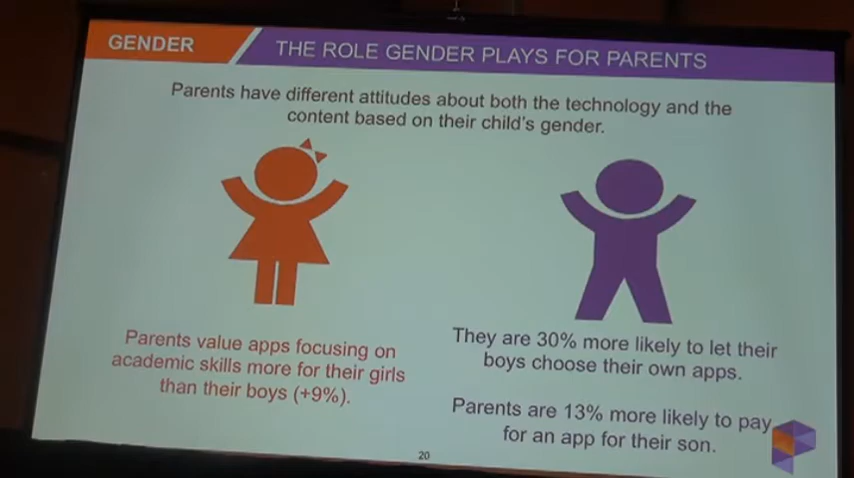 GENDER
THE ROLE GENDER PLAYS FOR PARENTS
Parents have different attitudes about both the technology and the
content based on their child's gender.
Parents value apps focusing on
academic skills more for their girls
than their boys (+9%).
They are 30% more likely to let their
boys choose their own apps.
Parents are 13% more likely to pay
for an app for their son.
20